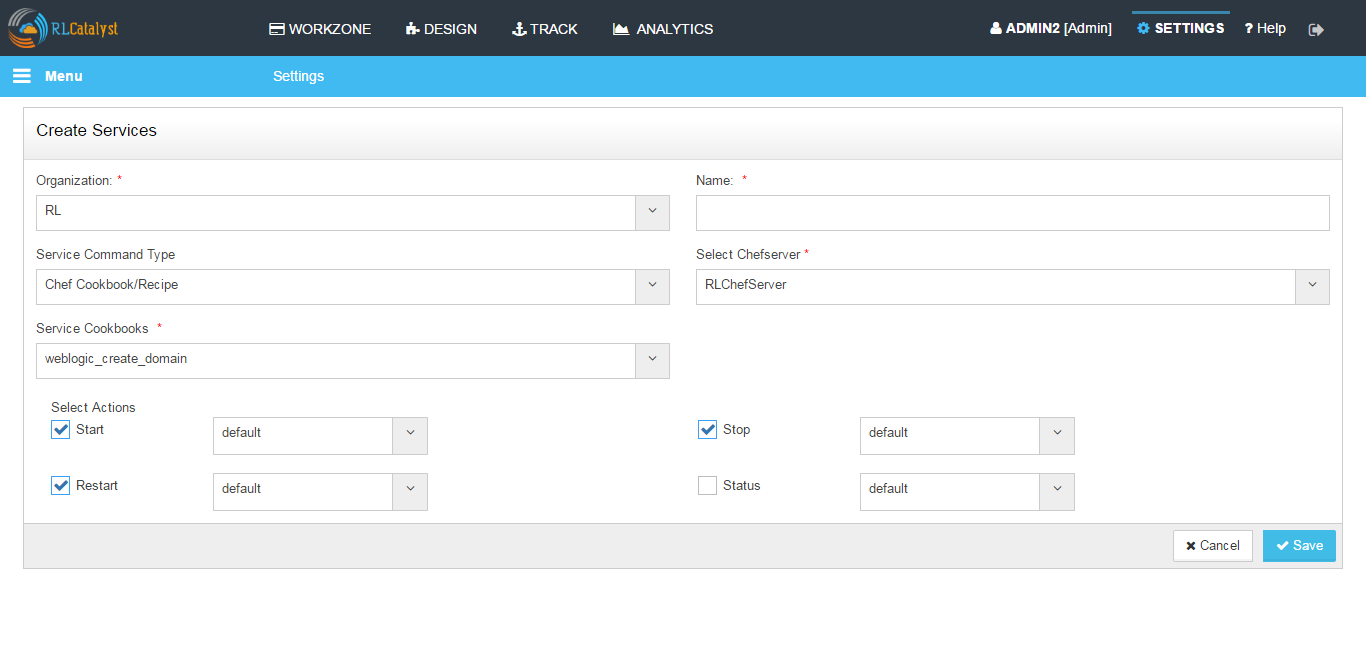 RLCatalyst WORKZONE DESIGN TRACK ANALYTICS ADMIN2 [Admin] SETTINGS ? Help
Menu Settings
Create Services
Organization: * Name: *
RL
Service Command Type Select Chefserver *
Chef Cookbook/Recipe RLChefServer
Service Cookbooks *
weblogic_create_domain
Select Actions
Start default Stop default
Restart default Status default
Cancel Save